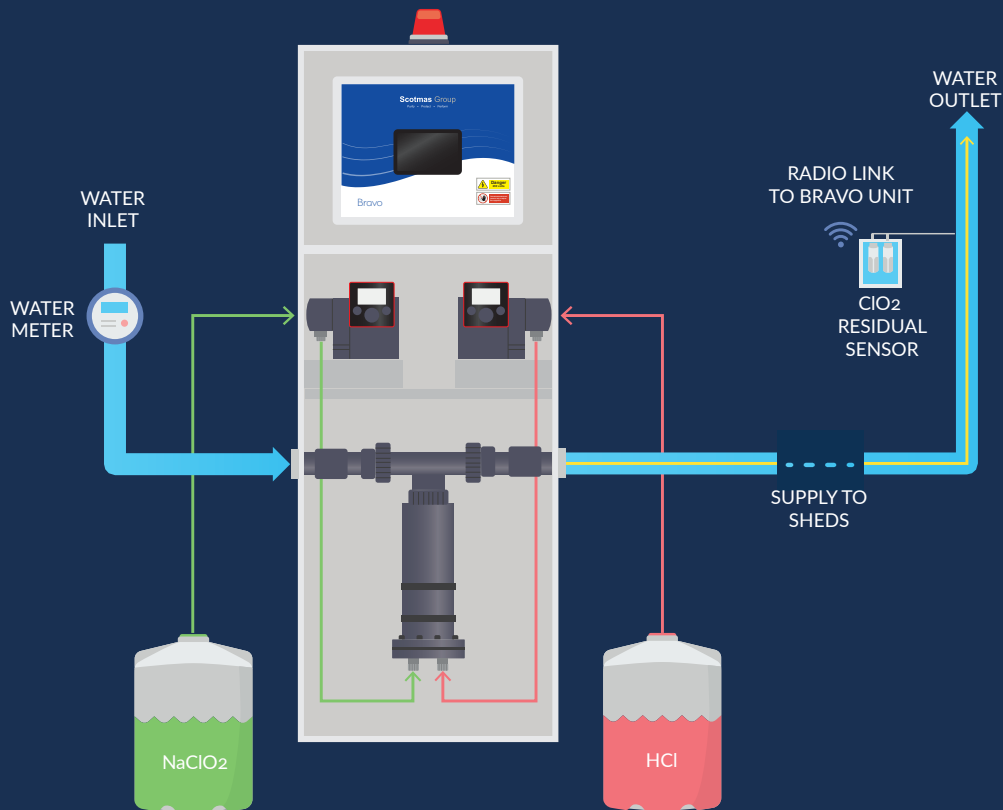 Scotmas Group
WATER
OUTLET
RADIO LINK
TO BRAVO UNIT
Danger
Bravo
WATER
INLET
WATER
METER
ClO2
RESIDUAL
SENSOR
SUPPLY TO
SHEDS
NaClO2
HCl